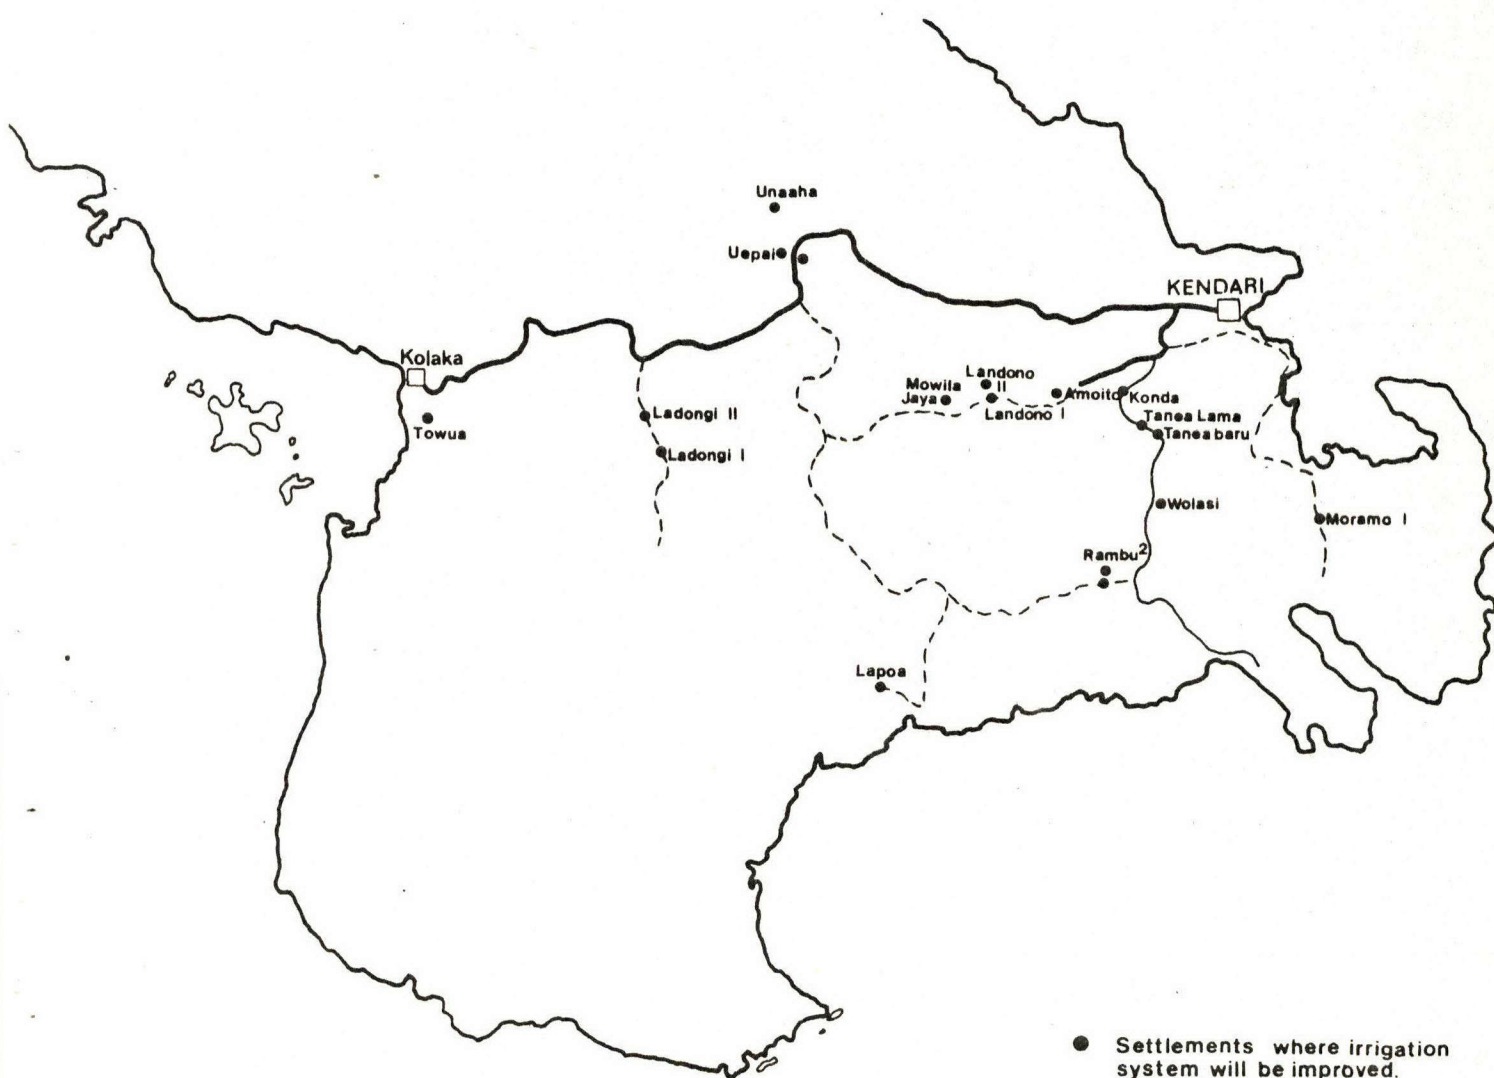 Unaaha
Uepai
KENDARI
Kolaka
Landono
II
Mowila
Jaya
Landono I
Amoito
Konda
Ladongi II
Tanea Lama
Towua
Tanea baru
Ladongi I
Wolasi
Moramo I
Rambu²
Lapoa
Settlements where irrigation
system will be improved.